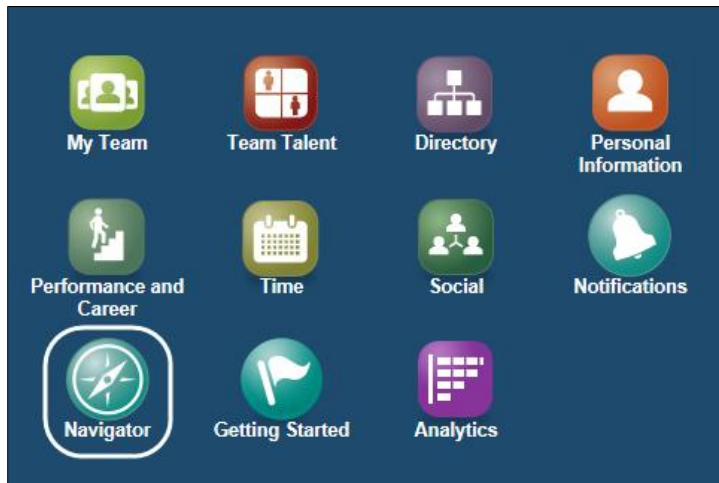 My Team
Team Talent
Directory
Personal
Information
Performance and
Career
Time
Social
Notifications
Navigator
Getting Started
Analytics